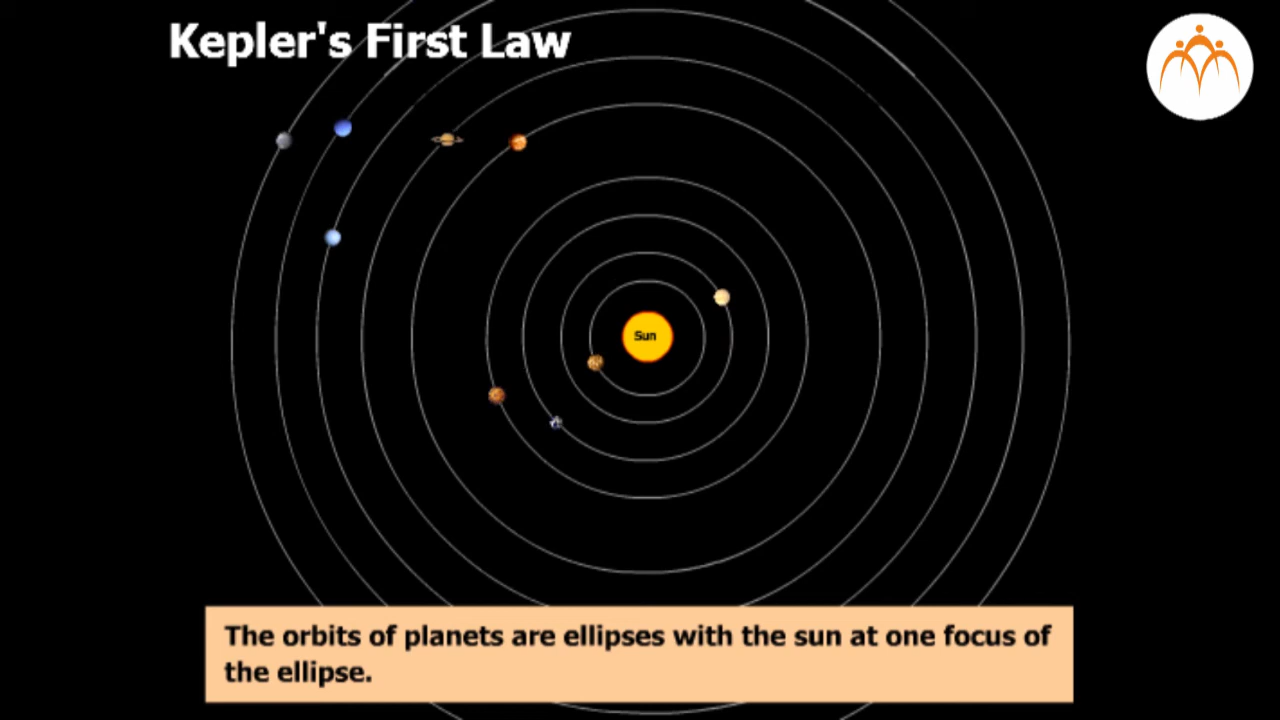 Kepler's First Law
Sun
The orbits of planets are ellipses with the sun at one focus of
the ellipse.